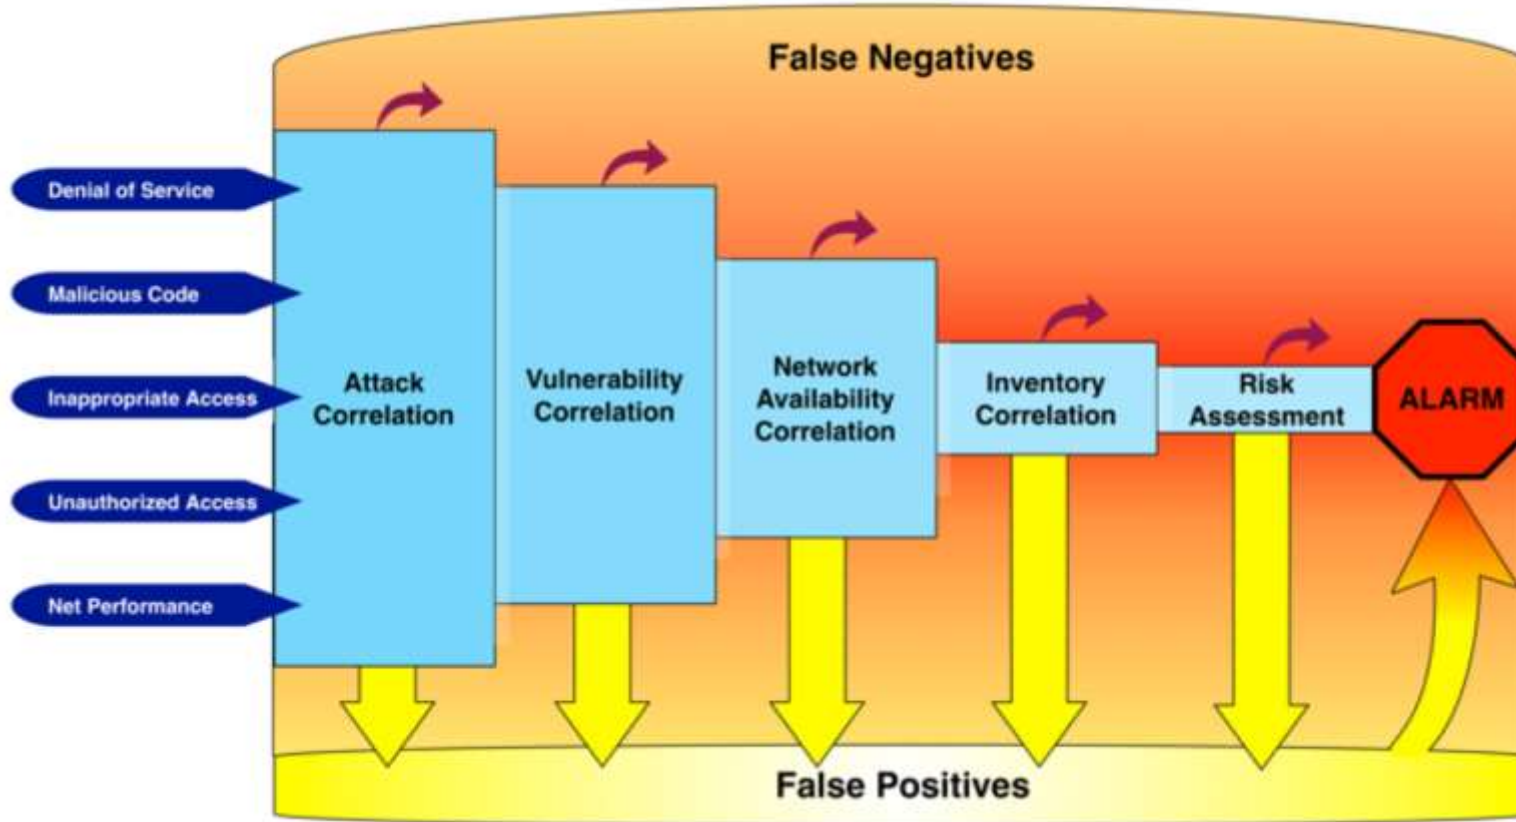 False Negatives
Denial of Service
Malicious Code
Inappropriate Access
Unauthorized Access
Net Performance
Attack
Correlation
Vulnerability
Correlation
Network
Availability
Correlation
Inventory
Correlation
Risk
Assessment
ALARM
False Positives